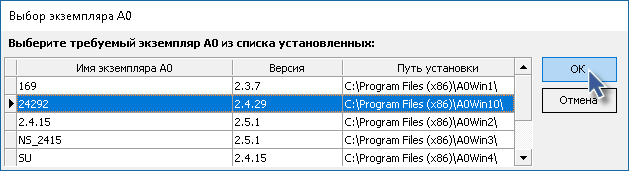 Выбор экземпляра А0
Выберите требуемый экземпляр А0 из списка установленных:
Имя экземпляра А0 Версия Путь установки
169 2.3.7 C:\Program Files (x86)\A0Win1\
24292 2.4.29 C:\Program Files (x86)\A0Win10\
2.4.15 2.5.1 C:\Program Files (x86)\A0Win2\
NS_2415 2.5.1 C:\Program Files (x86)\A0Win3\
SU 2.4.15 C:\Program Files (x86)\A0Win4\
ОК
Отмена